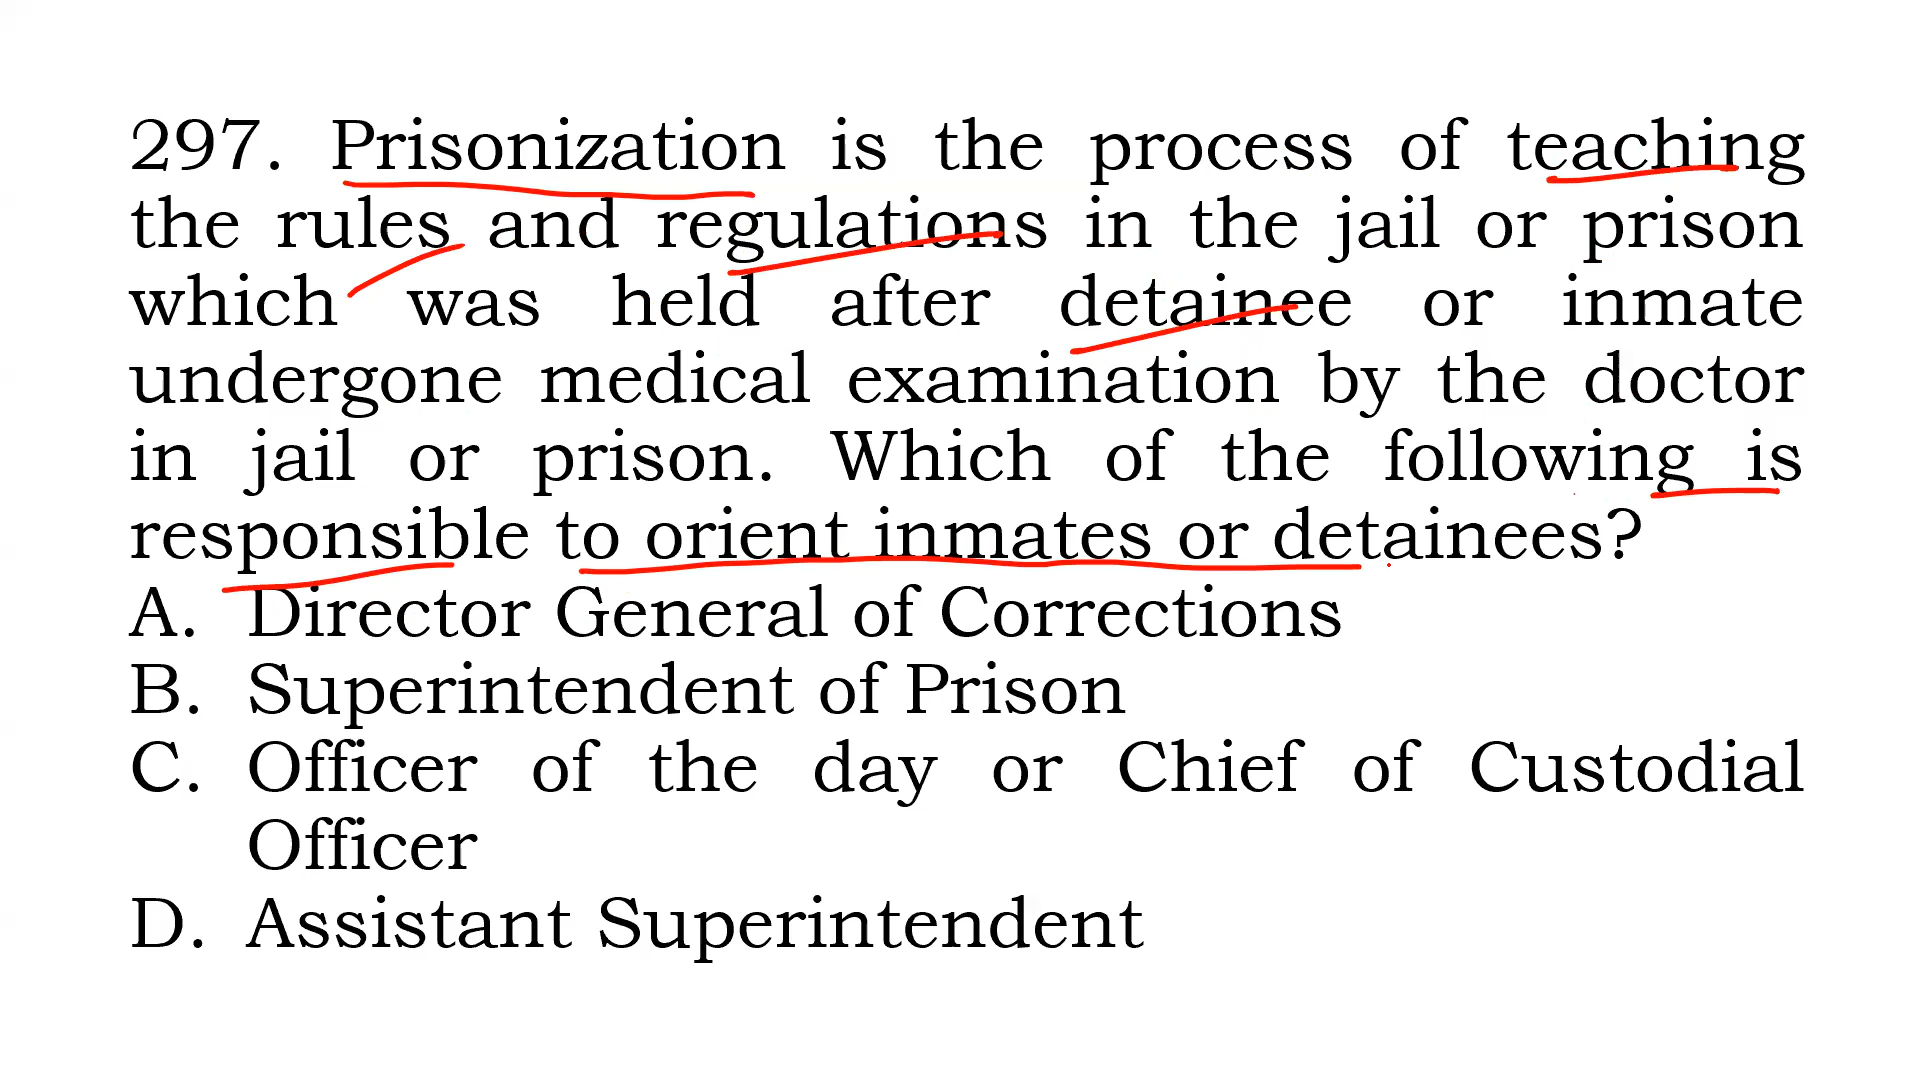 297. Prisonization is the process of teaching
the rules and regulations in the jail or prison
which was held after detainee or inmate
undergone medical examination by the doctor
in jail or prison. Which of the following is
responsible to orient inmates or detainees?
A. Director General of Corrections
B. Superintendent of Prison
C. Officer of the day or Chief of Custodial
Officer
D. Assistant Superintendent